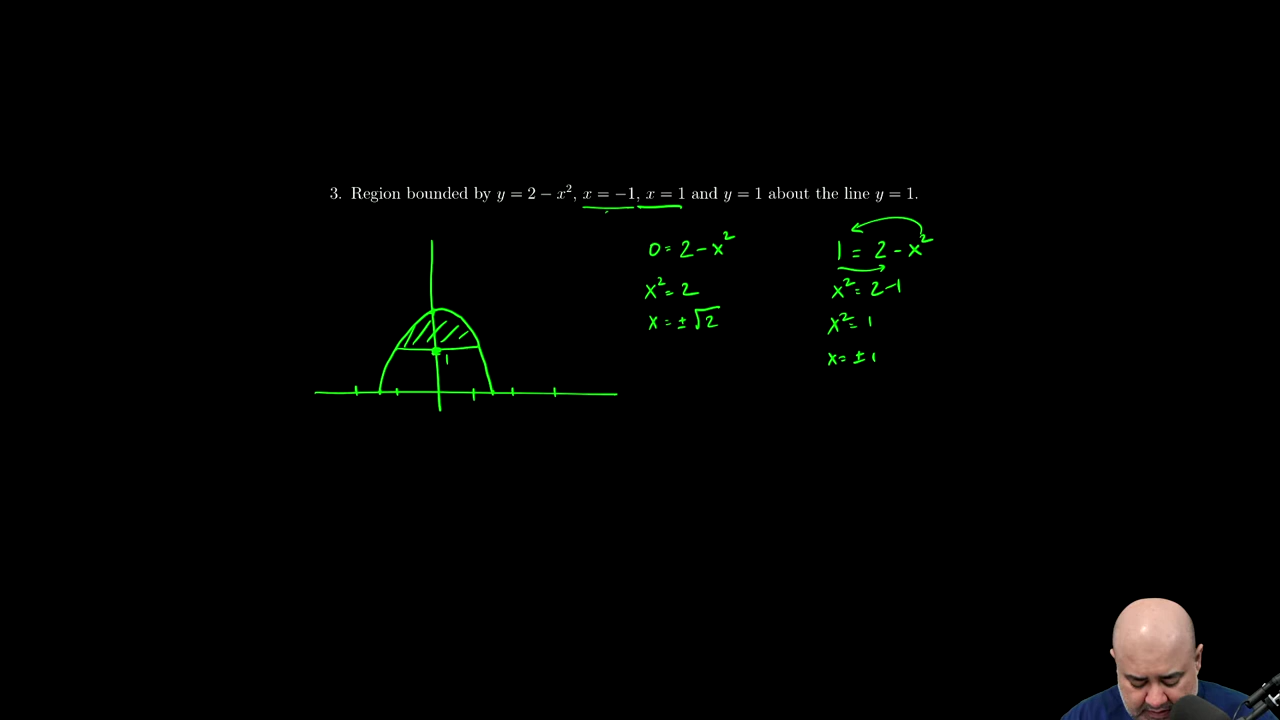 3. Region bounded by y = 2 − x², x = −1, x = 1 and y = 1 about the line y = 1.
0 = 2 − x²
x² = 2
x = ± √2
1 = 2 − x²
x² = 2 − 1
x² = 1
x = ± 1
1